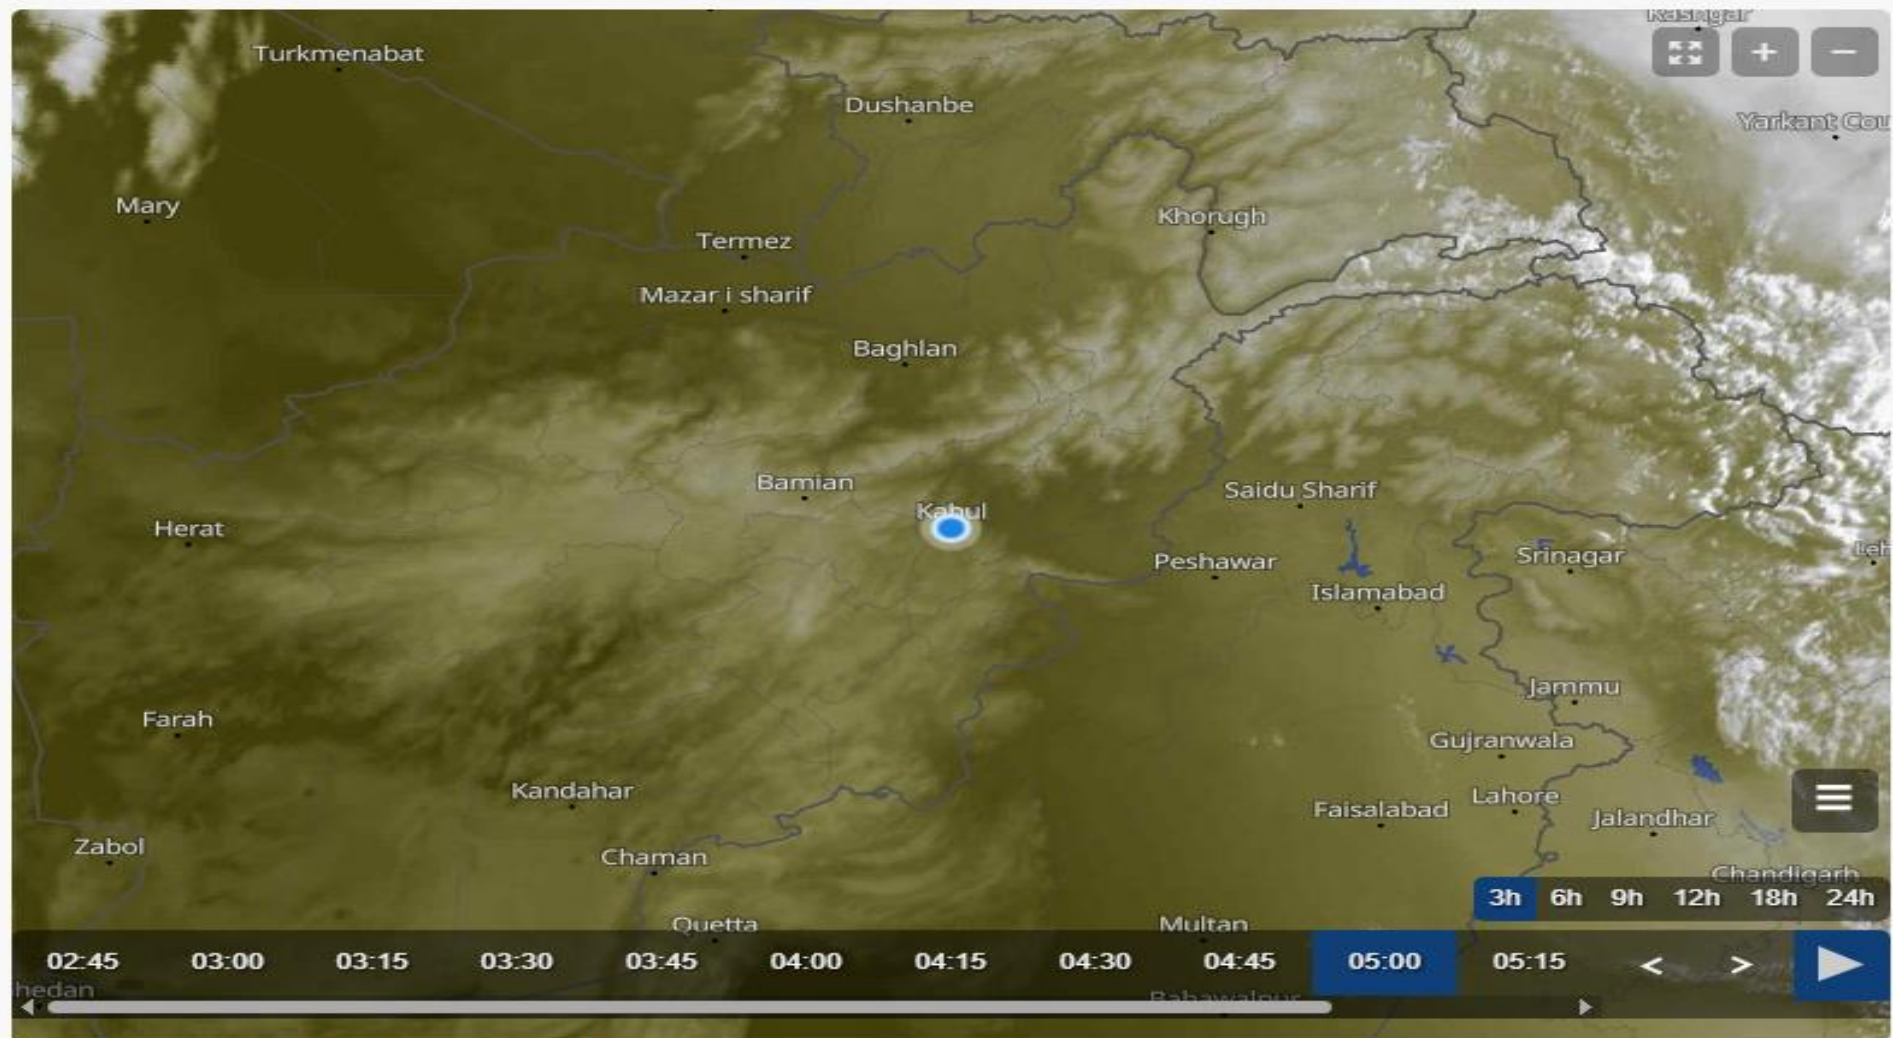 Kashgar
Turkmenabat
+ −
Dushanbe
Yarkant Cou
Mary
Khorugh
Termez
Mazar i sharif
Baghlan
Bamian
Saidu Sharif
Kabul
Herat
Leh
Srinagar
Peshawar
Islamabad
Jammu
Farah
Gujranwala
Kandahar
Lahore
Faisalabad
Jalandhar
Zabol
Chaman
Chandigarh
3h 6h 9h 12h 18h 24h
Quetta
Multan
02:45 03:00 03:15 03:30 03:45 04:00 04:15 04:30 04:45 05:00 05:15 < >
hedan
Bahawalpur